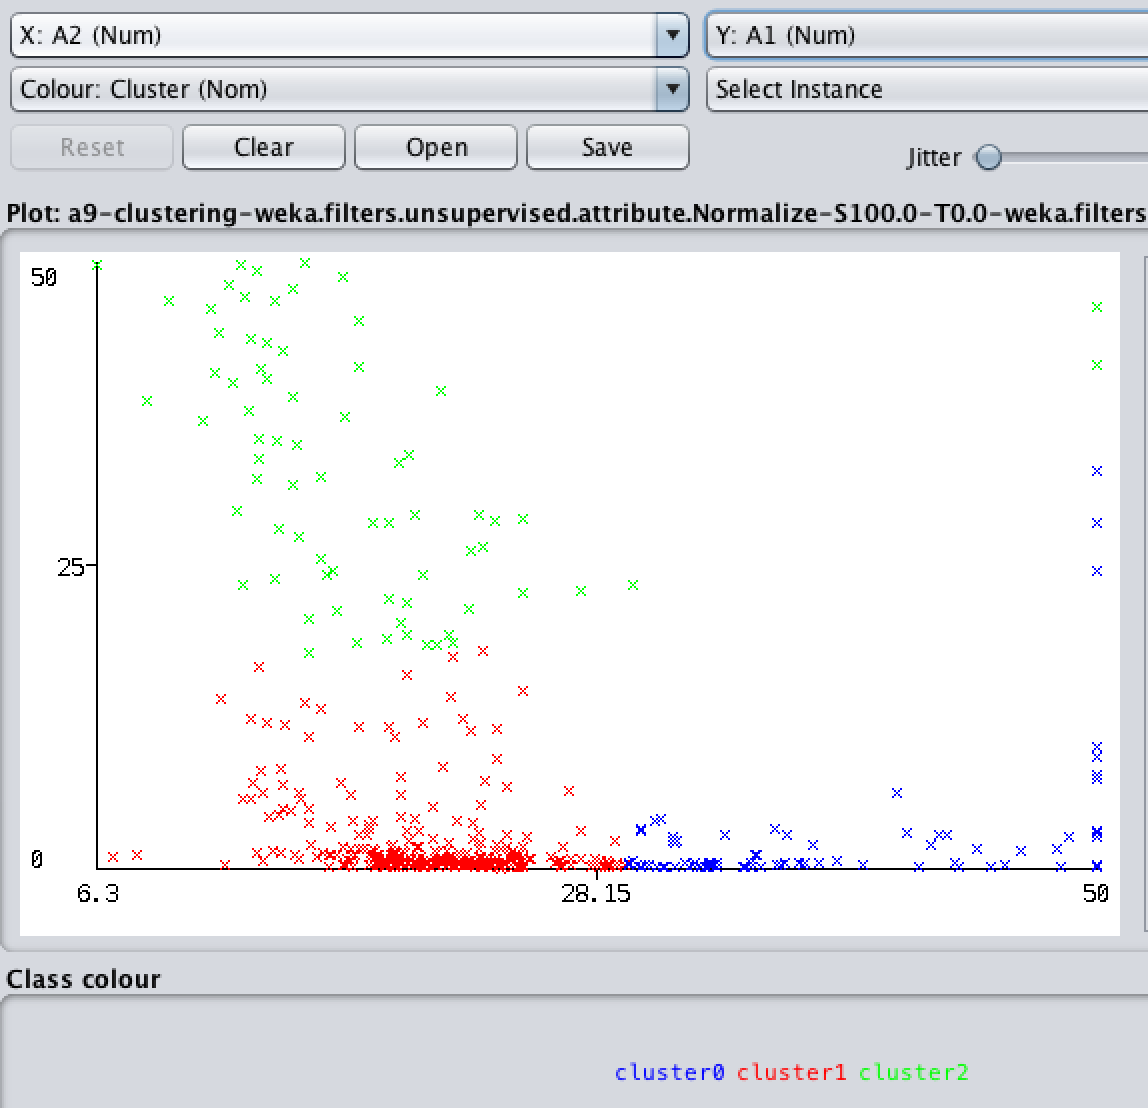 X: A2 (Num) Y: A1 (Num)
Colour: Cluster (Nom) Select Instance
Reset Clear Open Save Jitter
Plot: a9-clustering-weka.filters.unsupervised.attribute.Normalize-S100.0-T0.0-weka.filters
50
25
0
6.3 28.15 50
Class colour
cluster0 cluster1 cluster2